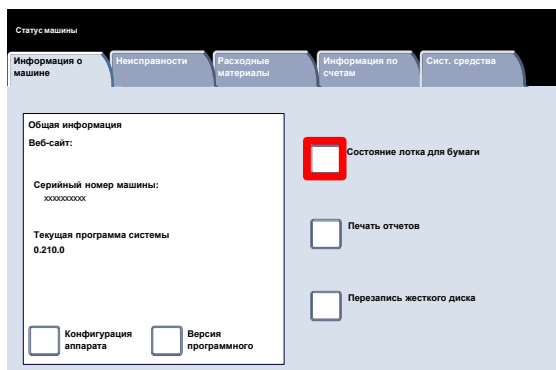 Статус машины
Информация о
машине
Неисправности
Расходные
материалы
Информация по
счетам
Сист. средства
Общая информация
Веб-сайт:
Серийный номер машины:
xxxxxxxxx
Текущая программа системы
0.210.0
Конфигурация
аппарата
Версия
программного
Состояние лотка для бумаги
Печать отчетов
Перезапись жесткого диска